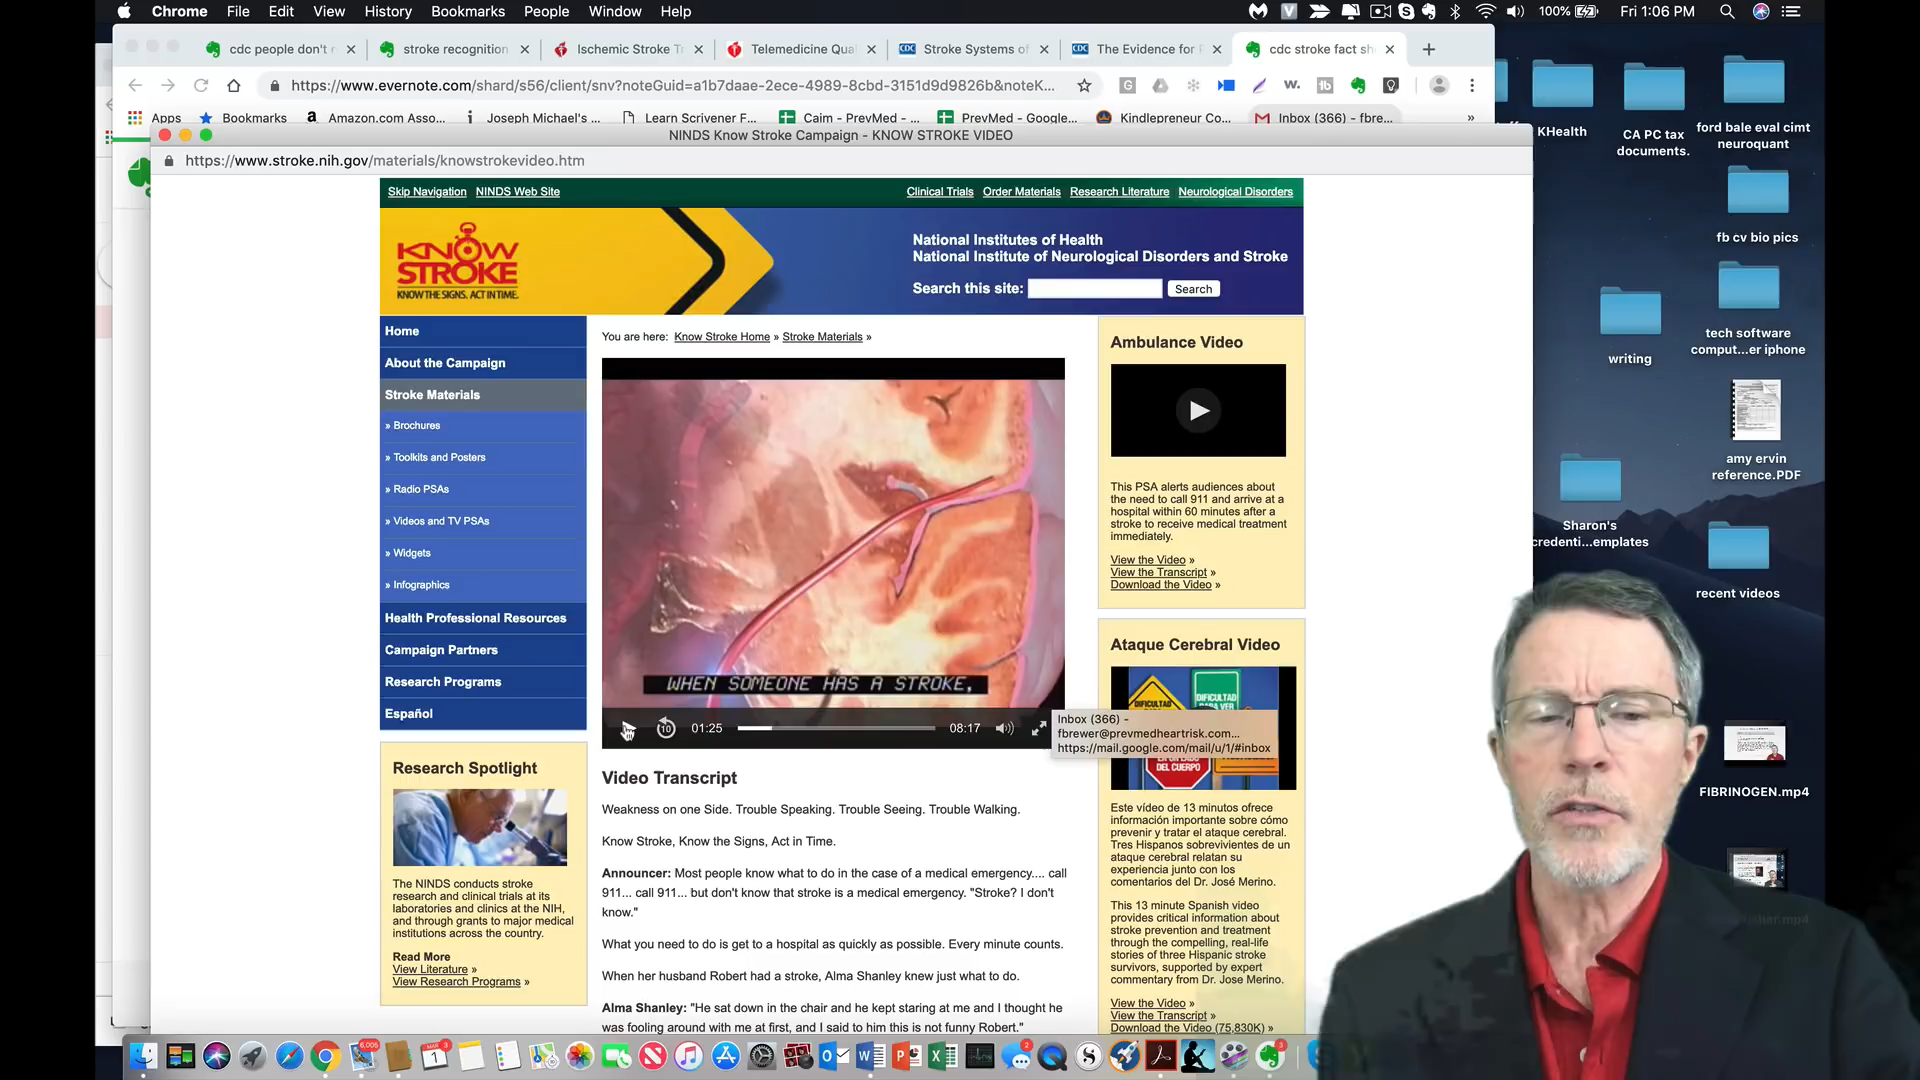 Chrome File Edit View History Bookmarks People Window Help
100% Fri 1:06 PM
cdc people don't
stroke recognition
Ischemic Stroke T
Telemedicine Qua
CDC Stroke Systems of
CDC The Evidence for
cdc stroke fact sh
https://www.evernote.com/shard/s56/client/snv?noteGuid=a1b7daae-2ece-4989-8cbd-3151d9d9826b&noteK...
Apps Bookmarks Amazon.com Asso... Joseph Michael's ... Learn Scrivener F... Caim - PrevMed - ... PrevMed - Google... Kindlepreneur Co... Inbox (366) - fbre... »
NINDS Know Stroke Campaign - KNOW STROKE VIDEO
https://www.stroke.nih.gov/materials/knowstrokevideo.htm
Skip Navigation NINDS Web Site
Clinical Trials Order Materials Research Literature Neurological Disorders
KNOW
STROKE
KNOW THE SIGNS. ACT IN TIME.
National Institutes of Health
National Institute of Neurological Disorders and Stroke
Search this site: Search
Home
About the Campaign
Stroke Materials
» Brochures
» Toolkits and Posters
» Radio PSAs
» Videos and TV PSAs
» Widgets
» Infographics
Health Professional Resources
Campaign Partners
Research Programs
Español
Research Spotlight
The NINDS conducts stroke
research and clinical trials at its
laboratories and clinics at the NIH,
and through grants to major medical
institutions across the country.
Read More
View Literature »
View Research Programs »
You are here: Know Stroke Home » Stroke Materials »
WHEN SOMEONE HAS A STROKE,
10 01:25 08:17
Video Transcript
Weakness on one Side. Trouble Speaking. Trouble Seeing. Trouble Walking.
Know Stroke, Know the Signs, Act in Time.
Announcer: Most people know what to do in the case of a medical emergency.... call
911... call 911... but don't know that stroke is a medical emergency. "Stroke? I don't
know."
What you need to do is get to a hospital as quickly as possible. Every minute counts.
When her husband Robert had a stroke, Alma Shanley knew just what to do.
Alma Shanley: "He sat down in the chair and he kept staring at me and I thought he
was fooling around with me at first, and I said to him this is not funny Robert."
Ambulance Video
This PSA alerts audiences about
the need to call 911 and arrive at a
hospital within 60 minutes after a
stroke to receive medical treatment
immediately.
View the Video »
View the Transcript »
Download the Video »
Ataque Cerebral Video
DIFICULTAD
DIFICULTAD
PARA VER
Inbox (366) -
fbrewer@prevmedheartrisk.com...
https://mail.google.com/mail/u/1/#inbox
DEL CUERPO
Este vídeo de 13 minutos ofrece
información importante sobre cómo
prevenir y tratar el ataque cerebral.
Tres Hispanos sobrevivientes de un
ataque cerebral relatan su
experiencia junto con los
comentarios del Dr. José Merino.
This 13 minute Spanish video
provides critical information about
stroke prevention and treatment
through the compelling, real-life
stories of three Hispanic stroke
survivors, supported by expert
commentary from Dr. Jose Merino.
View the Video »
View the Transcript »
Download the Video (75,830K) »
KHealth
CA PC tax
documents.
ford bale eval cimt
neuroquant
fb cv bio pics
writing
tech software
comput...er iphone
amy ervin
reference.PDF
Sharon's
credenti...emplates
recent videos
FIBRINOGEN.mp4